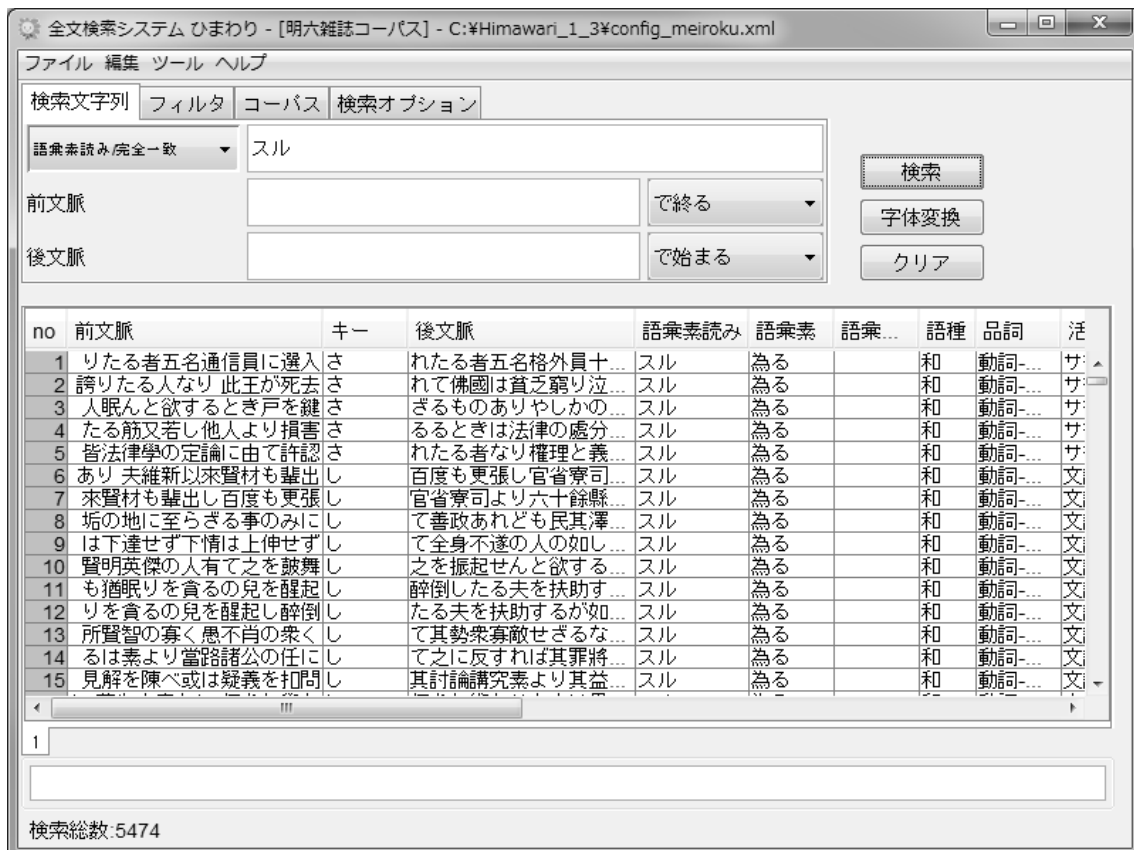 全文検索システム ひまわり - [明六雑誌コーパス] - C:¥Himawari_1_3¥config_meiroku.xml
ファイル 編集 ツール ヘルプ
検索文字列 フィルタ コーパス 検索オプション
語彙素読み/完全一致 スル
検索
前文脈 で終る
字体変換
後文脈 で始まる
クリア
no 前文脈 キー 後文脈 語彙素読み 語彙素 語彙... 語種 品詞 活
1 りたる者五名通信員に選入 さ れたる者五名格外員十... スル 為る 和 動詞-... サ
2 誇りたる人なり 此王が死去 さ れて佛國は貧乏窮り泣... スル 為る 和 動詞-... サ
3 人眠んと欲するとき戸を鍵 さ ざるものありやしかの... スル 為る 和 動詞-... サ
4 たる筋又若し他人より損害 さ るるときは法律の處分... スル 為る 和 動詞-... サ
5 皆法律學の定論に由て許認 さ れたる者なり權理と義... スル 為る 和 動詞-... サ
6 あり 夫維新以來賢材も輩出 し 百度も更張し官省寮司... スル 為る 和 動詞-... 文
7 來賢材も輩出し百度も更張 し 官省寮司より六十餘縣... スル 為る 和 動詞-... 文
8 垢の地に至らざる事のみに し て善政あれども民其澤... スル 為る 和 動詞-... 文
9 は下達せず下情は上伸せず し て全身不遂の人の如し... スル 為る 和 動詞-... 文
10 賢明英傑の人有て之を鼓舞 し 之を振起せんと欲する... スル 為る 和 動詞-... 文
11 も猶眠りを貪るの兒を醒起 し 醉倒したる夫を扶助す... スル 為る 和 動詞-... 文
12 りを貪るの兒を醒起し醉倒 し たる夫を扶助するが如... スル 為る 和 動詞-... 文
13 所賢智の寡く愚不肖の衆く し て其勢衆寡敵せざるな... スル 為る 和 動詞-... 文
14 るは素より當路諸公の任に し て之に反すれば其罪將... スル 為る 和 動詞-... 文
15 見解を陳べ或は疑義を扣問 し 其討論講究素より其益... スル 為る 和 動詞-... 文
1
検索総数:5474